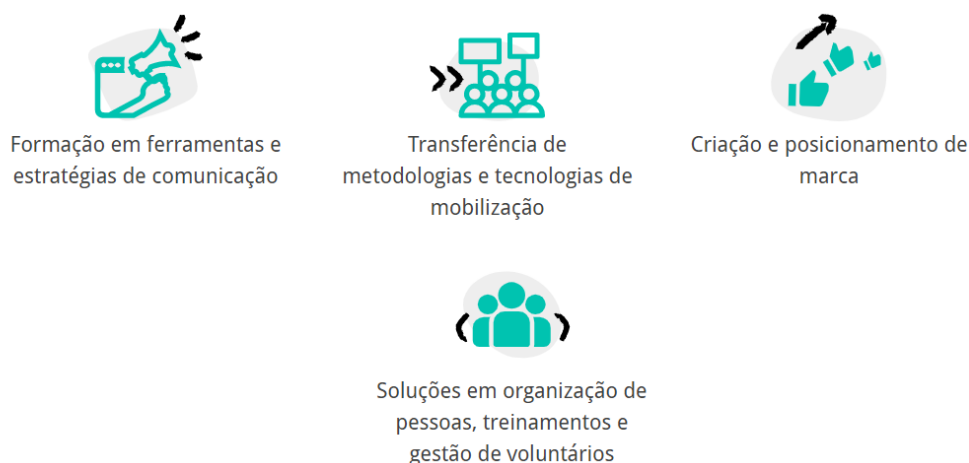 Formação em ferramentas e
estratégias de comunicação
Transferência de
metodologias e tecnologias de
mobilização
Criação e posicionamento de
marca
Soluções em organização de
pessoas, treinamentos e
gestão de voluntários